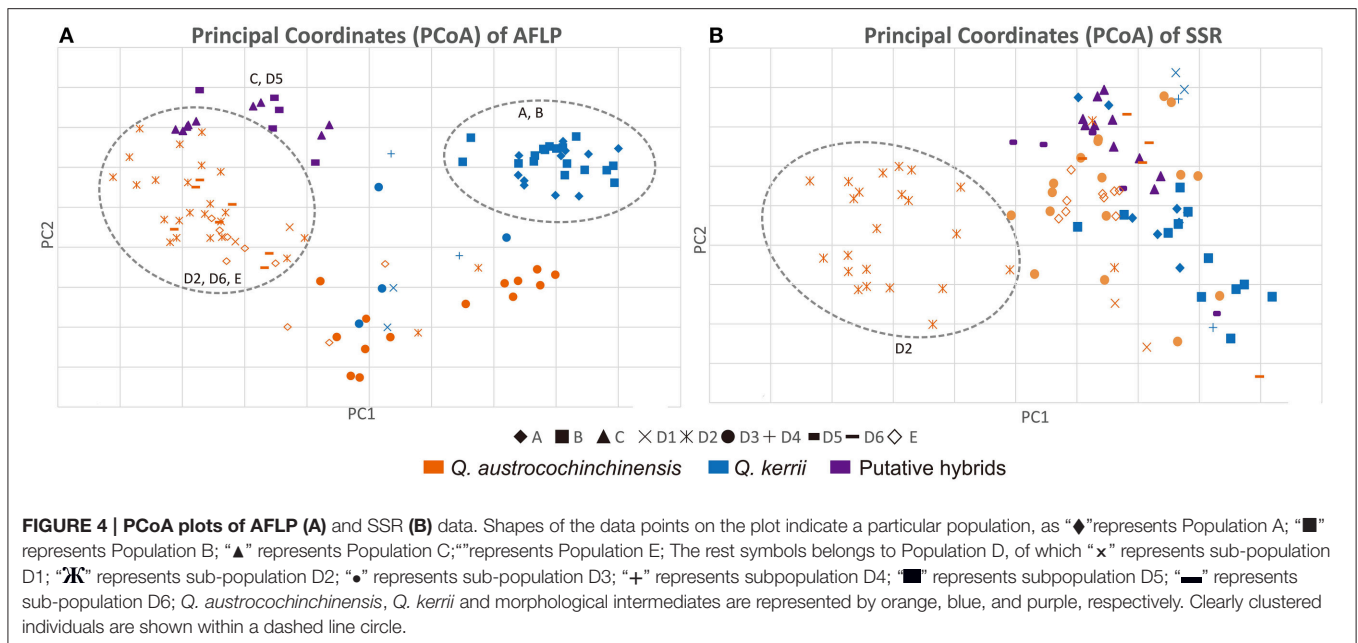 A
Principal Coordinates (PCoA) of AFLP
C, D5
A, B
D2, D6, E
PC2
PC1
B
Principal Coordinates (PCoA) of SSR
D2
PC2
PC1
◆ A ■ B ▲ C × D1 Ж D2 ● D3 + D4 ■ D5 – D6 ◇ E
Q. austrocochinchinensis Q. kerrii Putative hybrids
FIGURE 4 | PCoA plots of AFLP (A) and SSR (B) data. Shapes of the data points on the plot indicate a particular population, as “◆”represents Population A; “■”
represents Population B; “▲” represents Population C;“”represents Population E; The rest symbols belongs to Population D, of which “×” represents sub-population
D1; “Ж” represents sub-population D2; “●” represents sub-population D3; “+” represents subpopulation D4; “■” represents subpopulation D5; “▬” represents
sub-population D6; Q. austrocochinchinensis, Q. kerrii and morphological intermediates are represented by orange, blue, and purple, respectively. Clearly clustered
individuals are shown within a dashed line circle.